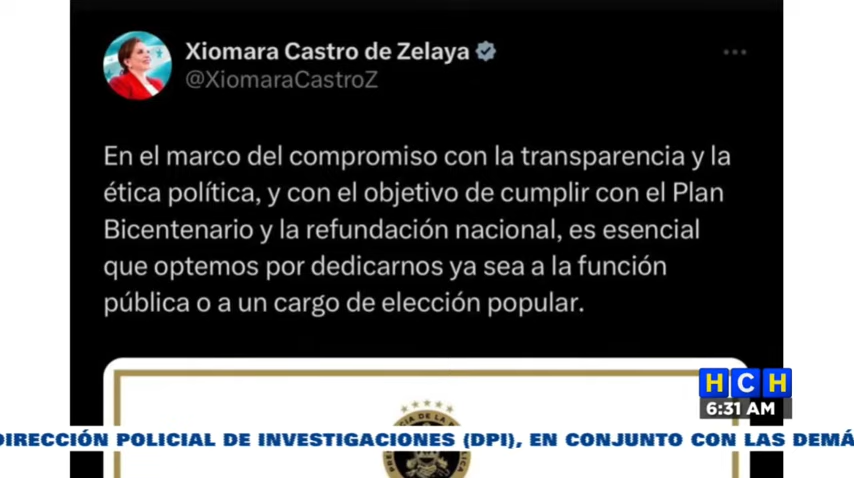 Xiomara Castro de Zelaya
@XiomaraCastroZ
En el marco del compromiso con la transparencia y la
ética política, y con el objetivo de cumplir con el Plan
Bicentenario y la refundación nacional, es esencial
que optemos por dedicarnos ya sea a la función
pública o a un cargo de elección popular.
HCH
6:31 AM
DIRECCIÓN POLICIAL DE INVESTIGACIONES (DPI), EN CONJUNTO CON LAS DEMÁ